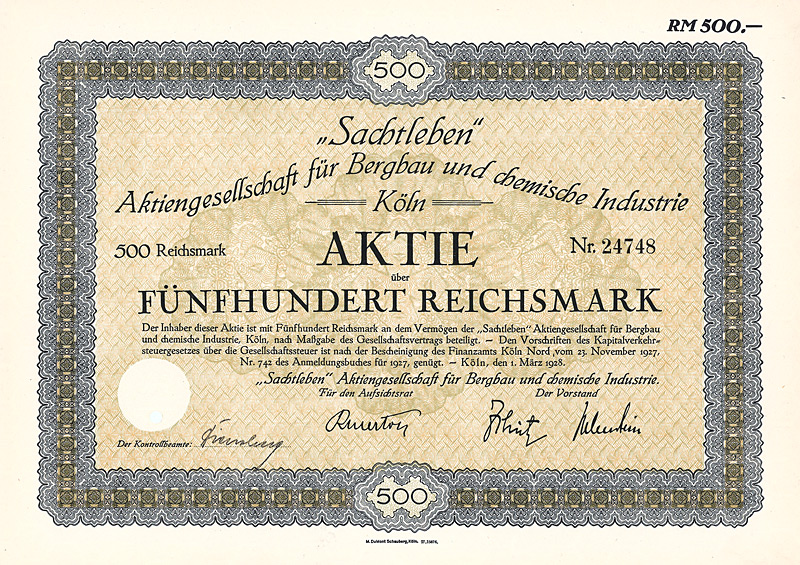 RM 500.—
500
„Sachtleben“
Aktiengesellschaft für Bergbau und chemische Industrie
Köln
500 Reichsmark
AKTIE
Nr. 24748
über
FÜNFHUNDERT REICHSMARK
Der Inhaber dieser Aktie ist mit Fünfhundert Reichsmark an dem Vermögen der „Sachtleben“ Aktiengesellschaft für Bergbau
und chemische Industrie, Köln, nach Maßgabe des Gesellschaftsvertrags beteiligt. – Den Vorschriften des Kapitalverkehr-
steuergesetzes über die Gesellschaftssteuer ist nach der Bescheinigung des Finanzamts Köln Nord, vom 23. November 1927,
Nr. 742 des Anmeldungsbuches für 1927, genügt. – Köln, den 1. März 1928.
„Sachtleben“ Aktiengesellschaft für Bergbau und chemische Industrie.
Für den Aufsichtsrat
Der Vorstand
Der Kontrollbeamte:
500
M. DuMont Schauberg, Köln.